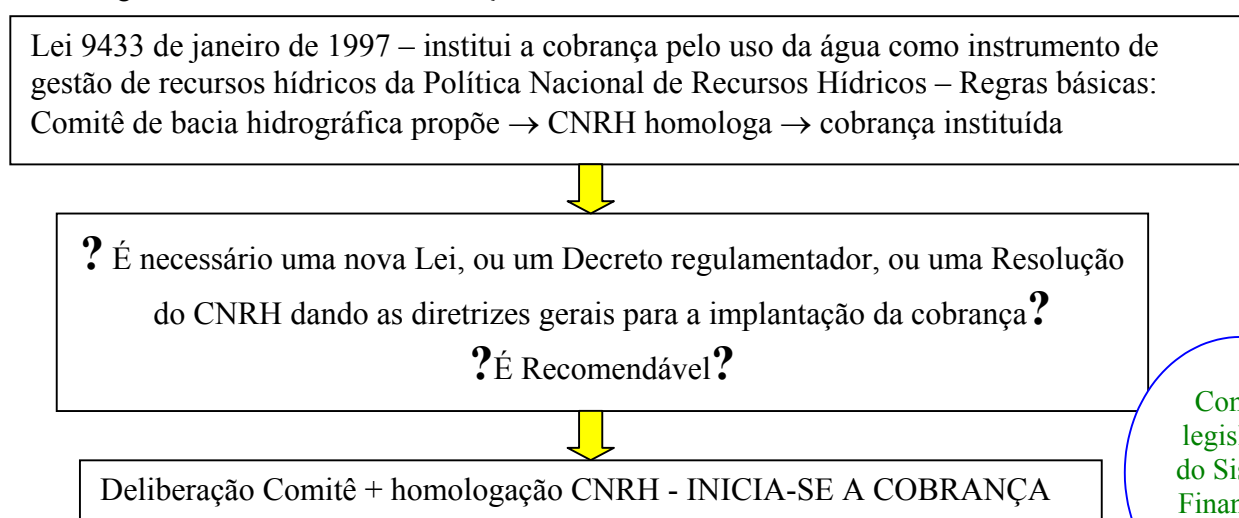 Lei 9433 de janeiro de 1997 – institui a cobrança pelo uso da água como instrumento de
gestão de recursos hídricos da Política Nacional de Recursos Hídricos – Regras básicas:
Comitê de bacia hidrográfica propõe → CNRH homologa → cobrança instituída
? É necessário uma nova Lei, ou um Decreto regulamentador, ou uma Resolução
do CNRH dando as diretrizes gerais para a implantação da cobrança?
?É Recomendável?
do
Deliberação Comitê + homologação CNRH - INICIA-SE A COBRANÇA